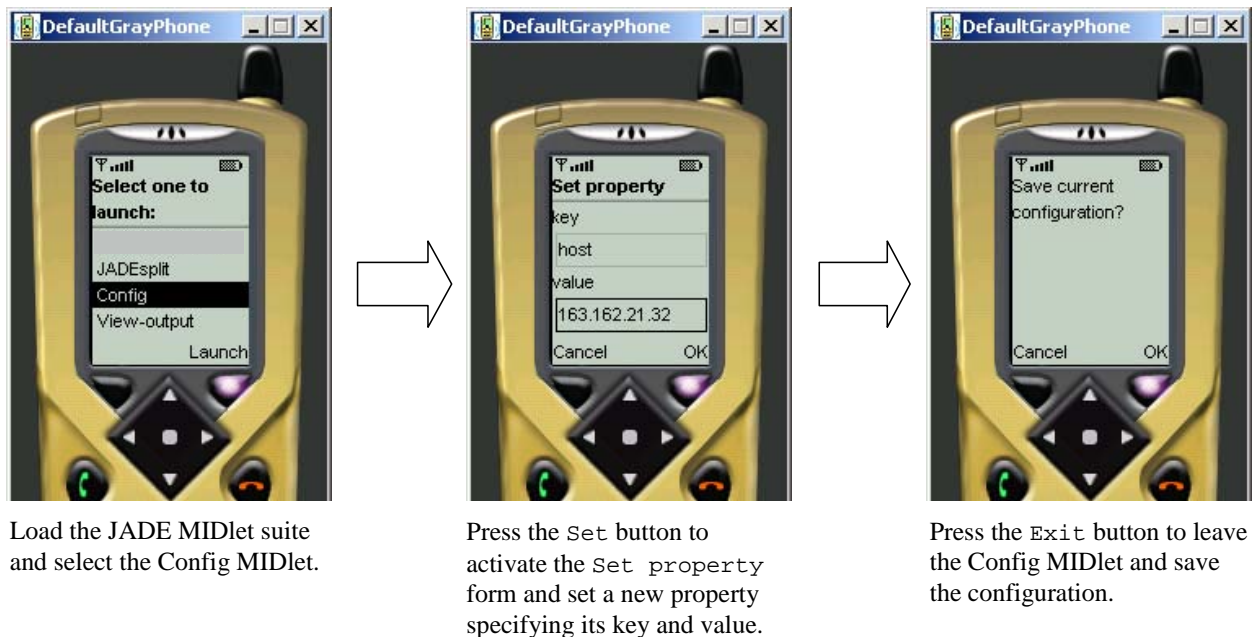 DefaultGrayPhone
Select one to
launch:
JADEsplit
Config
View-output
Launch
Load the JADE MIDlet suite
and select the Config MIDlet.
DefaultGrayPhone
Set property
key
host
value
163.162.21.32
Cancel OK
Press the Set button to
activate the Set property
form and set a new property
specifying its key and value.
DefaultGrayPhone
Save current
configuration?
Cancel OK
Press the Exit button to leave
the Config MIDlet and save
the configuration.